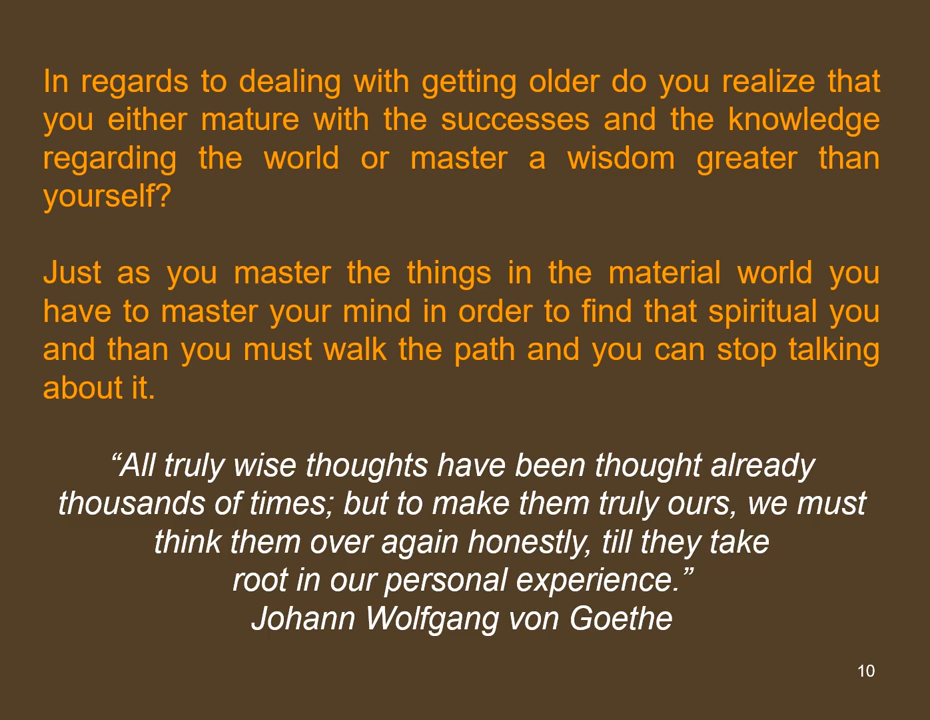 In regards to dealing with getting older do you realize that
you either mature with the successes and the knowledge
regarding the world or master a wisdom greater than
yourself?
Just as you master the things in the material world you
have to master your mind in order to find that spiritual you
and than you must walk the path and you can stop talking
about it.
“All truly wise thoughts have been thought already
thousands of times; but to make them truly ours, we must
think them over again honestly, till they take
root in our personal experience.”
Johann Wolfgang von Goethe
10